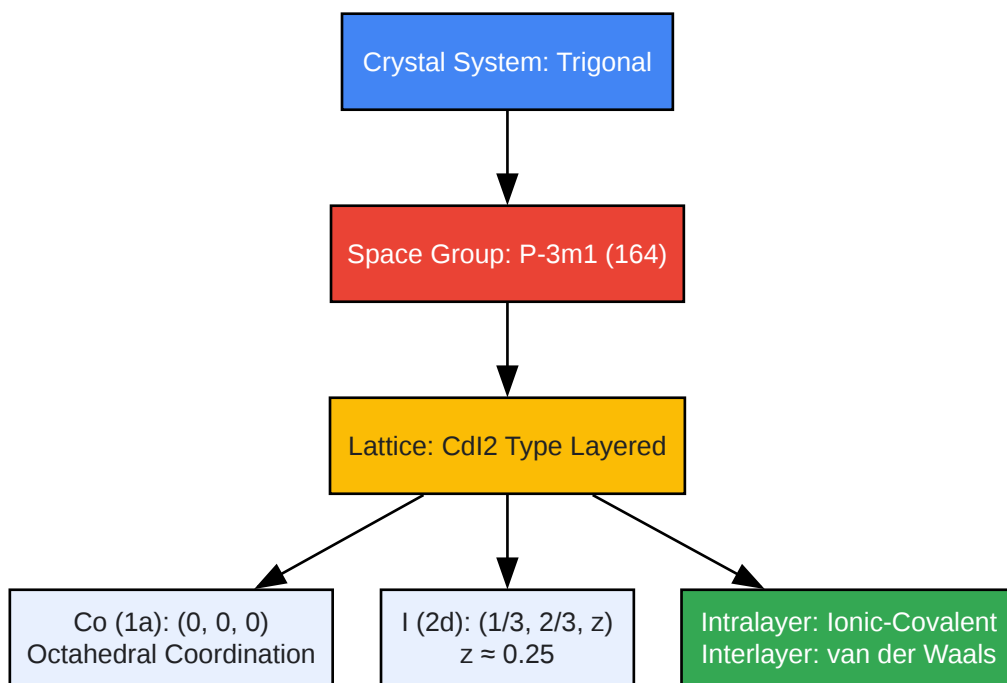 Crystal System: Trigonal
Space Group: P-3m1 (164)
Lattice: CdI2 Type Layered
Co (1a): (0, 0, 0)
Octahedral Coordination
I (2d): (1/3, 2/3, z)
z ≈ 0.25
Intralayer: Ionic-Covalent
Interlayer: van der Waals